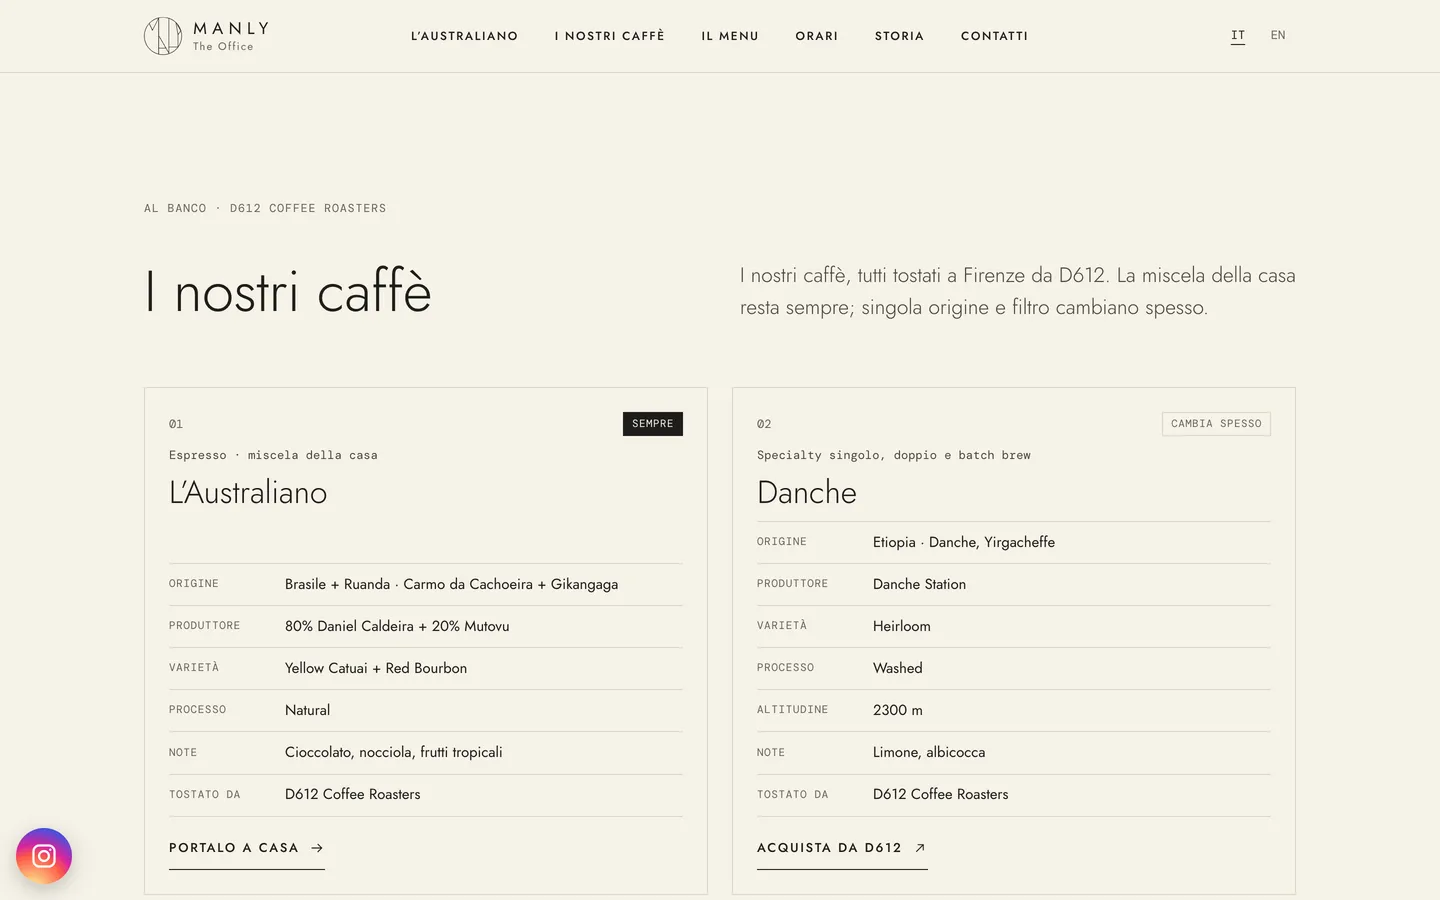 MANLY
The Office
L’AUSTRALIANO
I NOSTRI CAFFÈ
IL MENU
ORARI
STORIA
CONTATTI
IT
EN
AL BANCO · D612 COFFEE ROASTERS
I nostri caffè
I nostri caffè, tutti tostati a Firenze da D612. La miscela della casa
resta sempre; singola origine e filtro cambiano spesso.
01
SEMPRE
Espresso · miscela della casa
L’Australiano
ORIGINE Brasile + Ruanda · Carmo da Cachoeira + Gikangaga
PRODUTTORE 80% Daniel Caldeira + 20% Mutovu
VARIETÀ Yellow Catuai + Red Bourbon
PROCESSO Natural
NOTE Cioccolato, nocciola, frutti tropicali
TOSTATO DA D612 Coffee Roasters
PORTALO A CASA →
02
CAMBIA SPESSO
Specialty singolo, doppio e batch brew
Danche
ORIGINE Etiopia · Danche, Yirgacheffe
PRODUTTORE Danche Station
VARIETÀ Heirloom
PROCESSO Washed
ALTITUDINE 2300 m
NOTE Limone, albicocca
TOSTATO DA D612 Coffee Roasters
ACQUISTA DA D612 ↗